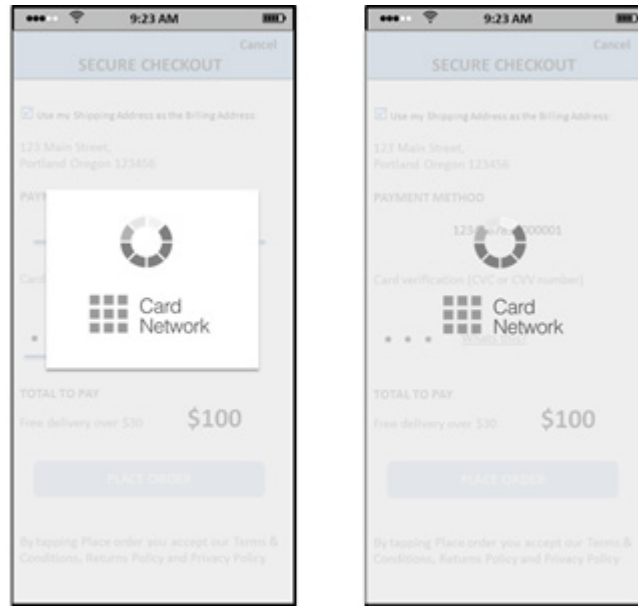 9:23 AM
Cancel
SECURE CHECKOUT
Use my Shipping Address as the Billing Address:
123 Main Street,
Portland Oregon 123456
PAY
Card
Card
Network
TOTAL TO PAY
Free delivery over $30
$100
PLACE ORDER
By tapping Place order you accept our Terms &
Conditions, Returns Policy and Privacy Policy
9:23 AM
Cancel
SECURE CHECKOUT
Use my Shipping Address as the Billing Address:
123 Main Street,
Portland Oregon 123456
PAYMENT METHOD
Card verification (CVC or CVV number)
Card
Network
What's this?
TOTAL TO PAY
Free delivery over $30
$100
PLACE ORDER
By tapping Place order you accept our Terms &
Conditions, Returns Policy and Privacy Policy